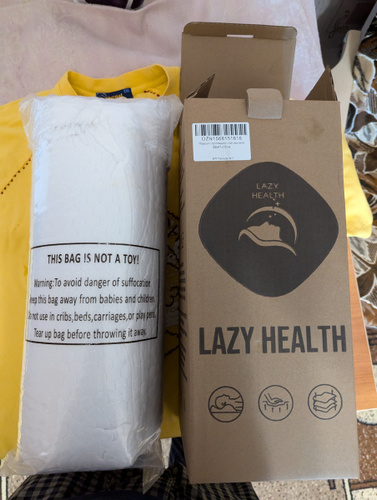 THIS BAG IS NOT A TOY!
Warning:To avoid danger of suffocation
keep this bag away from babies and children
Do not use in cribs,beds,carriages,or play pens.
Tear up bag before throwing it away.
LAZY
HEALTH
LAZY HEALTH